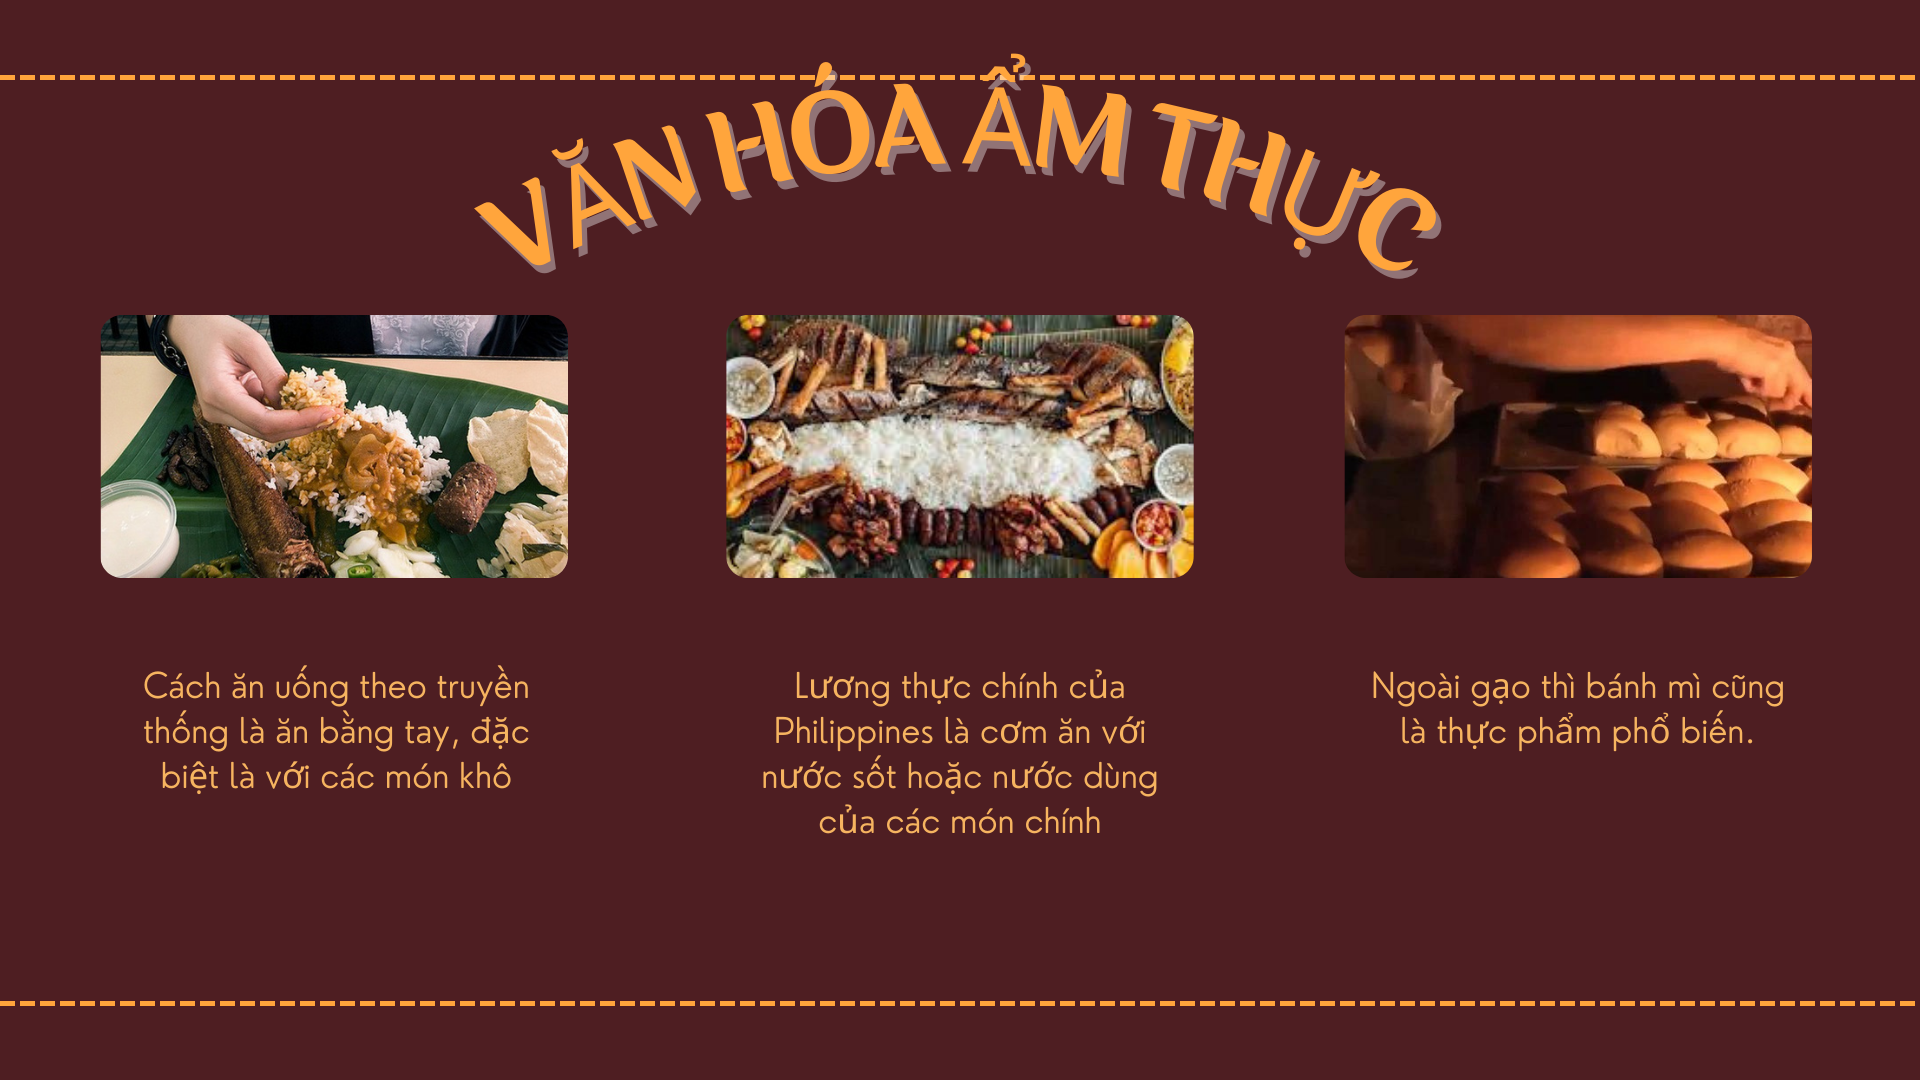 VĂN HÓA ẨM THỰC
Cách ăn uống theo truyền
thống là ăn bằng tay, đặc
biệt là với các món khô
Lương thực chính của
Philippines là cơm ăn với
nước sốt hoặc nước dùng
của các món chính
Ngoài gạo thì bánh mì cũng
là thực phẩm phổ biến.